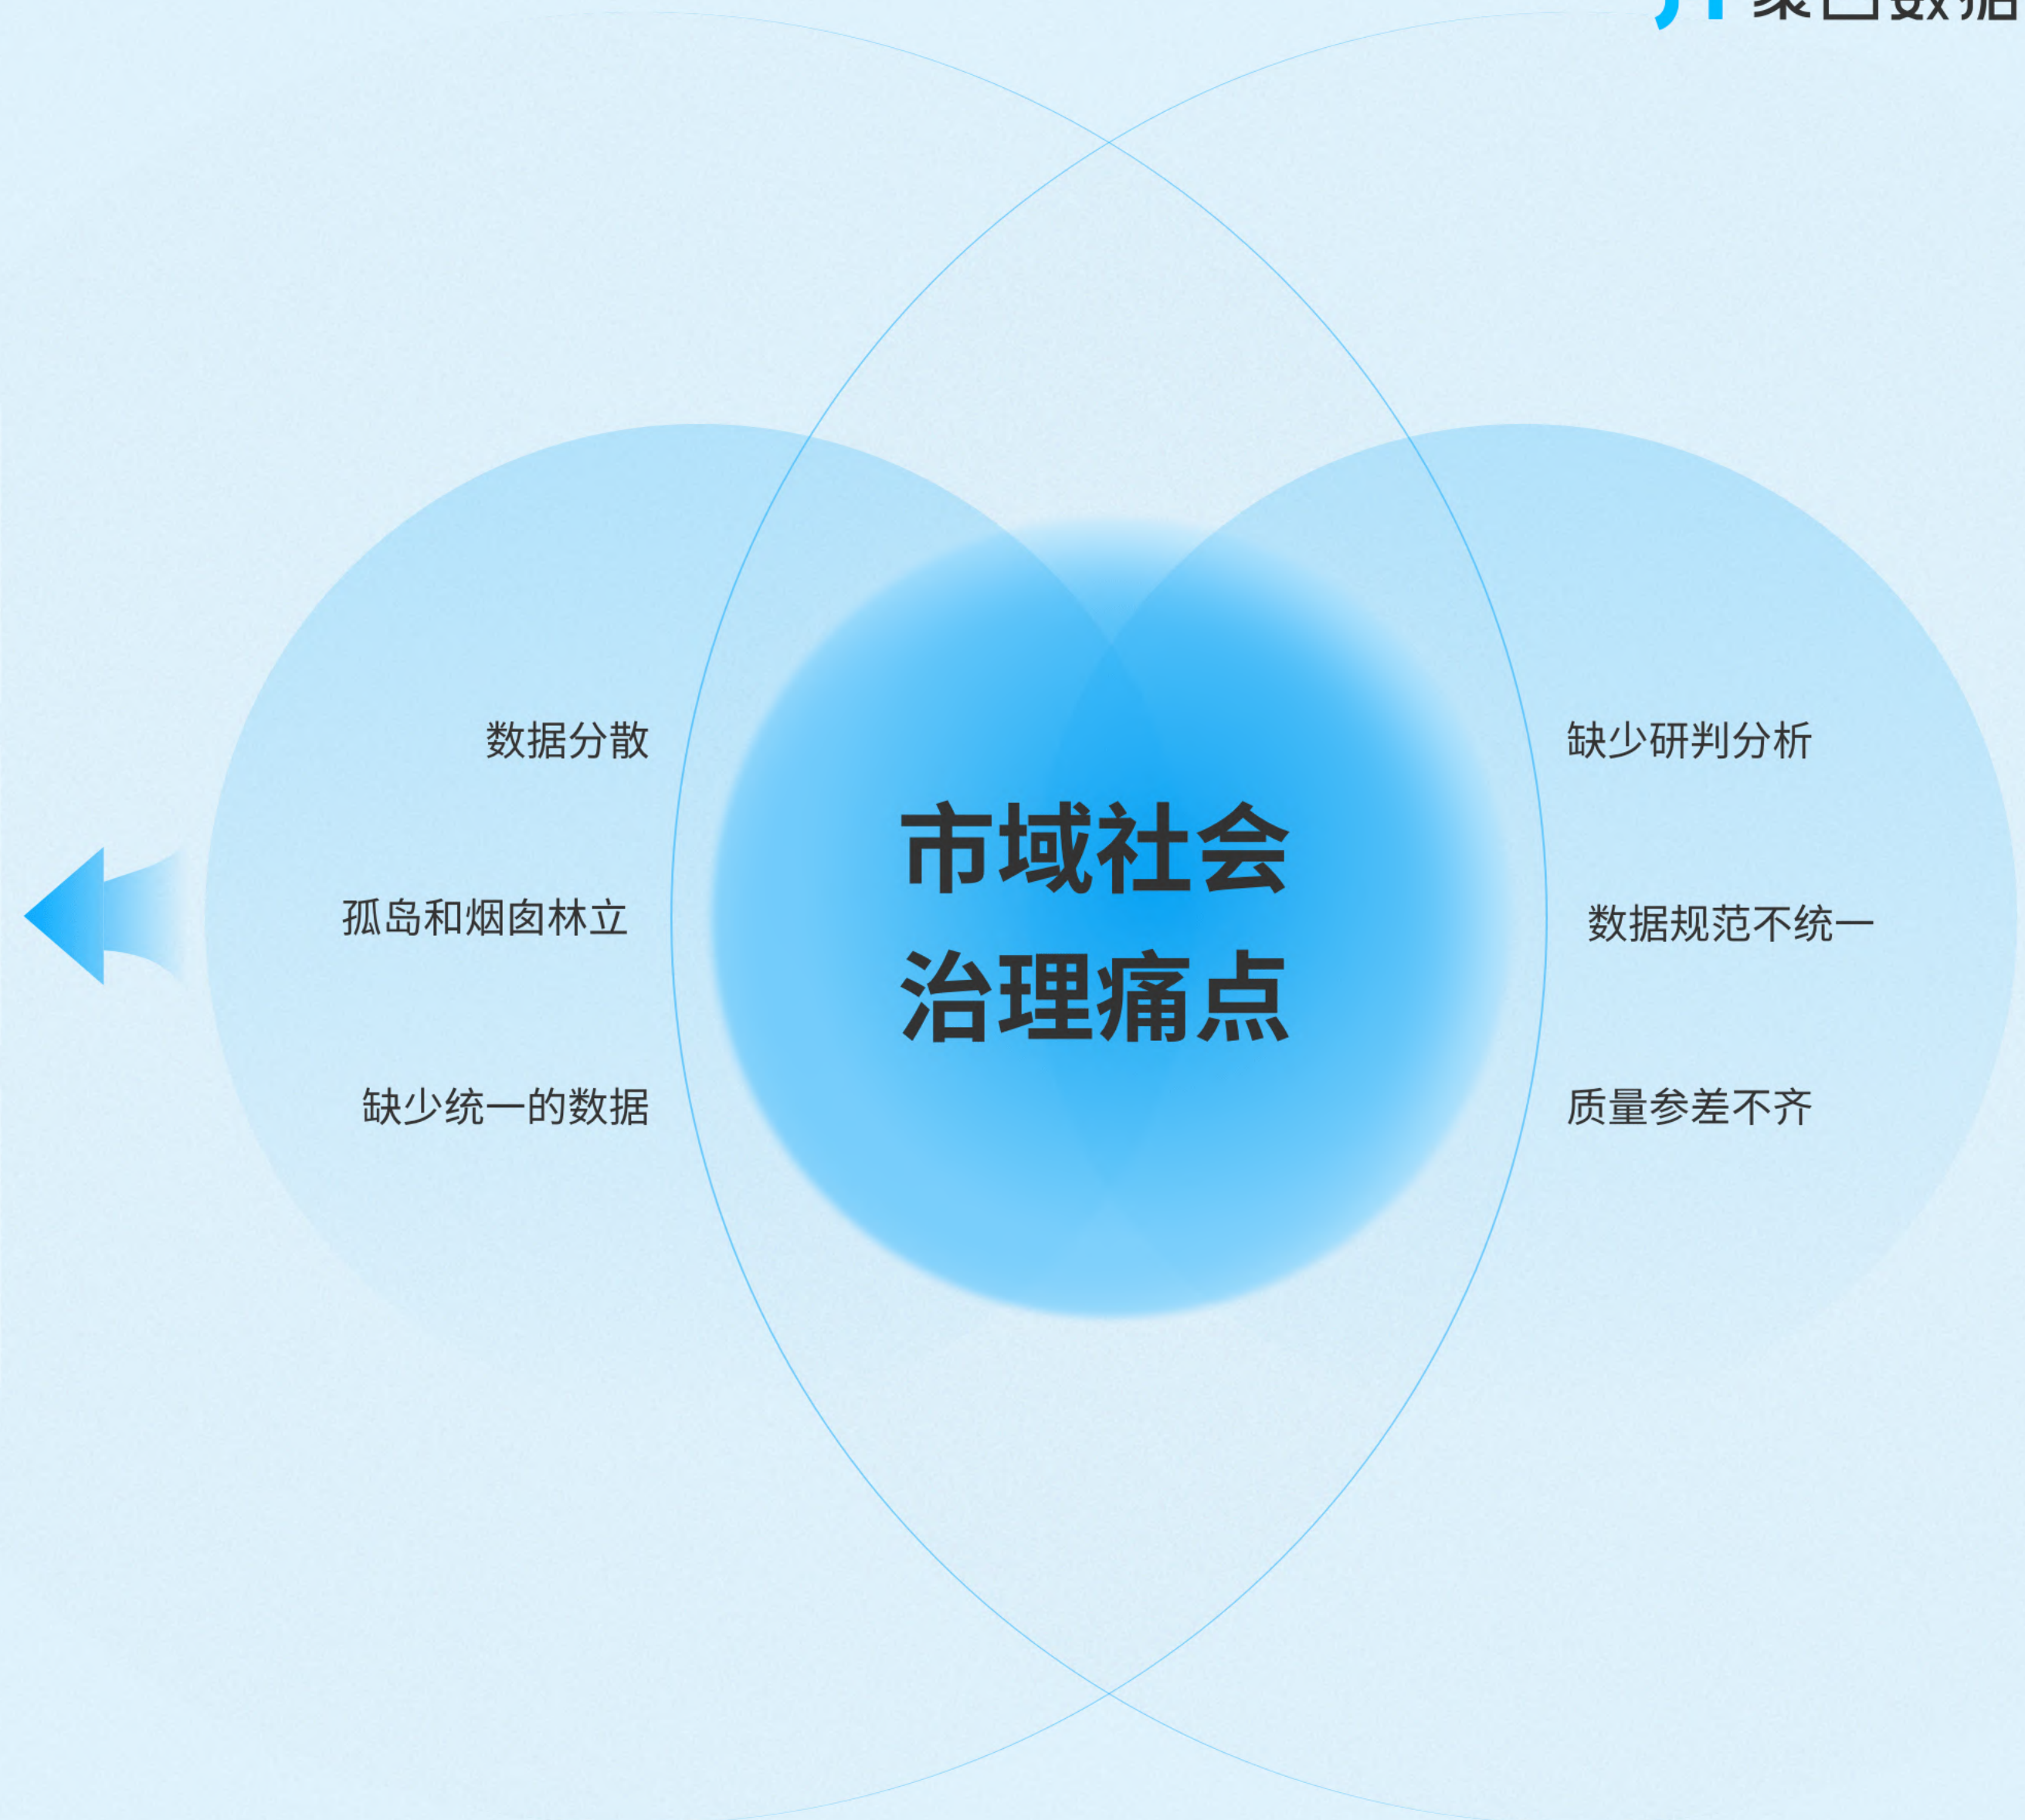 数据
数据分散
缺少研判分析
市域社会
孤岛和烟囱林立
数据规范不统一
治理痛点
缺少统一的数据
质量参差不齐